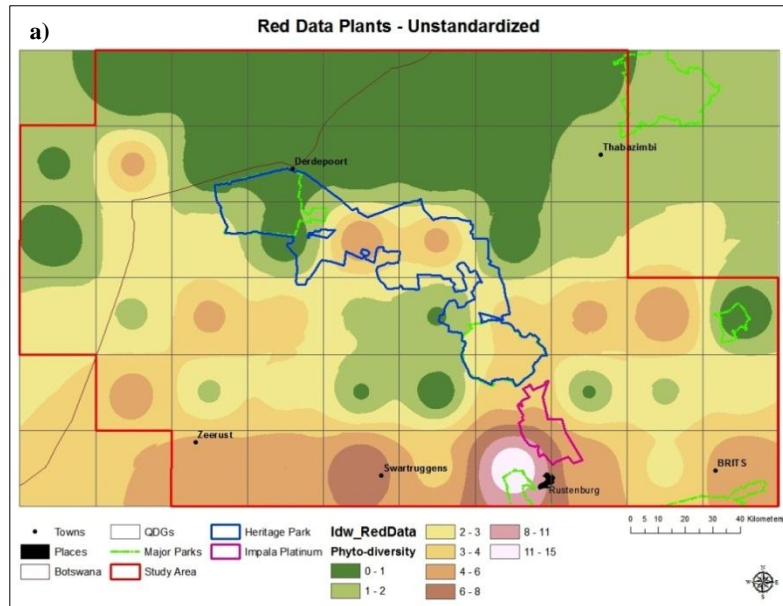 a)
Red Data Plants - Unstandardized
Thabazimbi
Derdepoort
Zeerust
Swartruggens
BRITS
Rustenburg
Towns
QDGs
Heritage Park
Places
Major Parks
Impala Platinum
Botswana
Study Area
Idw_RedData
Phyto-diversity
0 - 1
1 - 2
2 - 3
3 - 4
4 - 6
6 - 8
8 - 11
11 - 15
0 5 10 20 30 40 Kilometers
N
W E
S